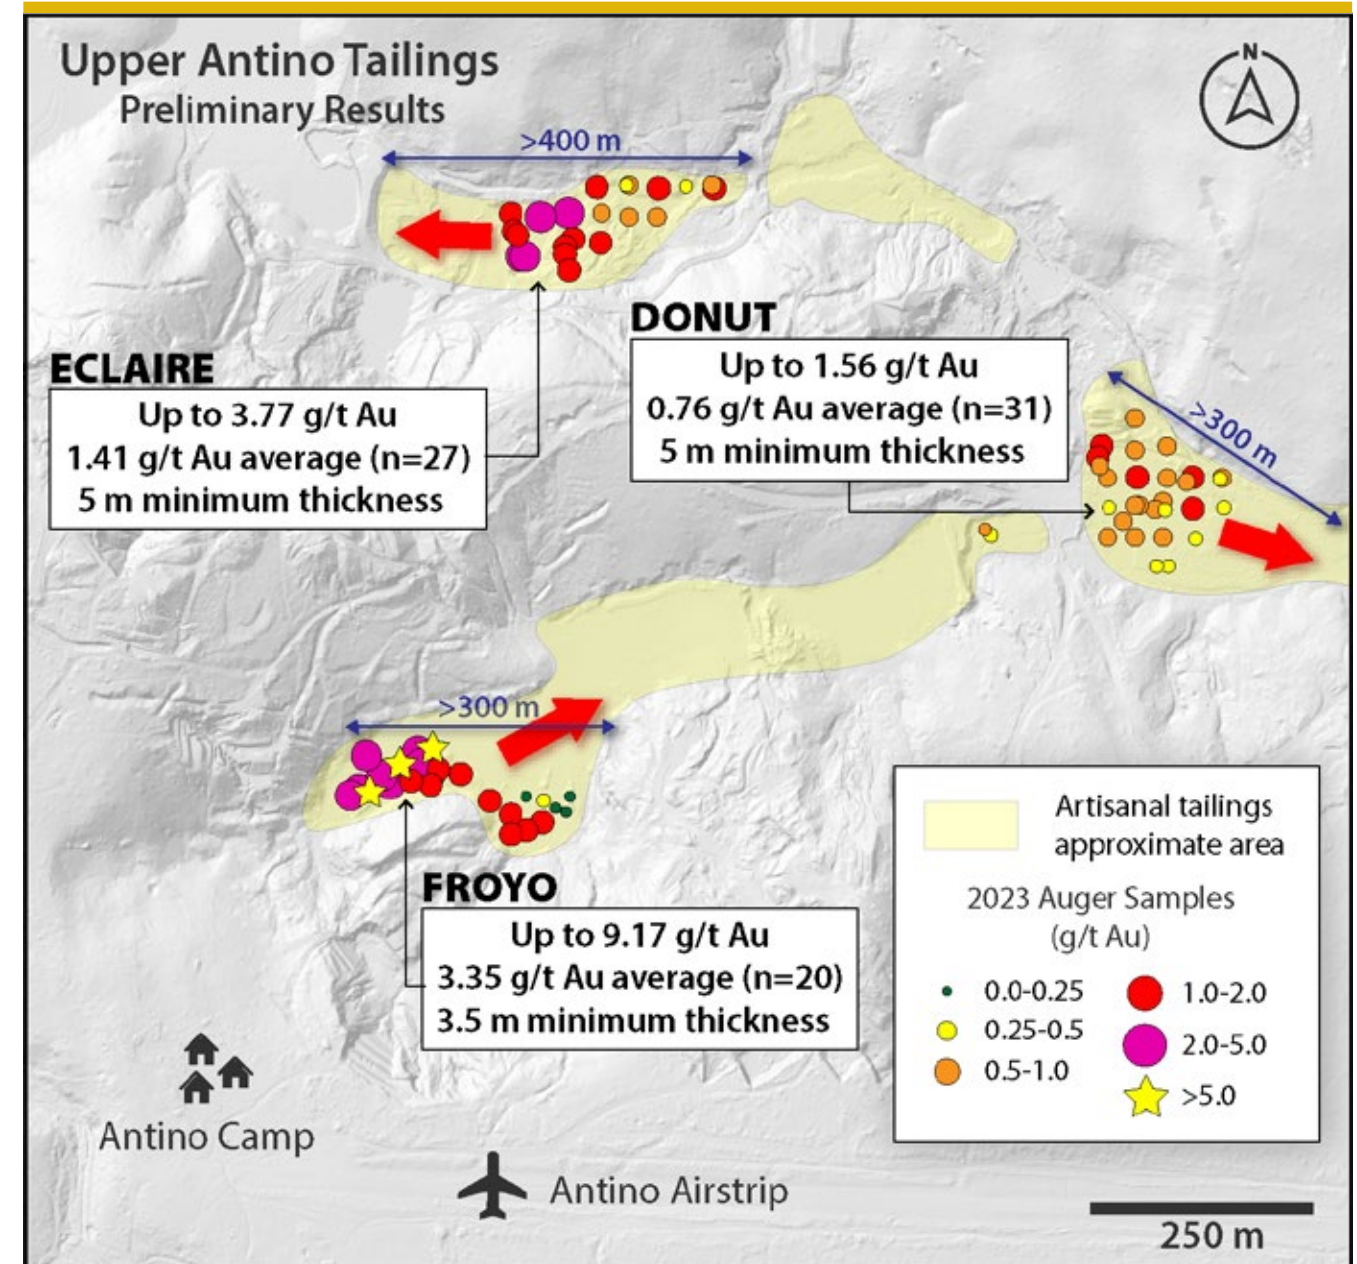 Upper Antino Tailings
Preliminary Results
N
>400 m
DONUT
Up to 1.56 g/t Au
0.76 g/t Au average (n=31)
5 m minimum thickness
ECLAIRE
Up to 3.77 g/t Au
1.41 g/t Au average (n=27)
5 m minimum thickness
>300 m
>300 m
FROYO
Up to 9.17 g/t Au
3.35 g/t Au average (n=20)
3.5 m minimum thickness
Artisanal tailings
approximate area
2023 Auger Samples
(g/t Au)
0.0-0.25
0.25-0.5
0.5-1.0
1.0-2.0
2.0-5.0
>5.0
Antino Camp
Antino Airstrip
250 m